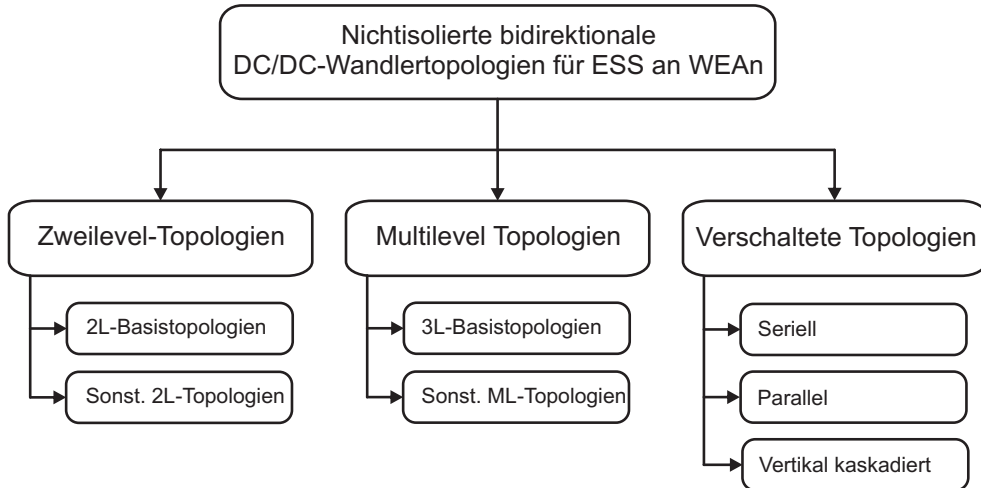 Nichtisolierte bidirektionale
DC/DC-Wandlertopologien für ESS an WEAn
Zweilevel-Topologien
2L-Basistopologien
Sonst. 2L-Topologien
Multilevel Topologien
3L-Basistopologien
Sonst. ML-Topologien
Verschaltete Topologien
Seriell
Parallel
Vertikal kaskadiert